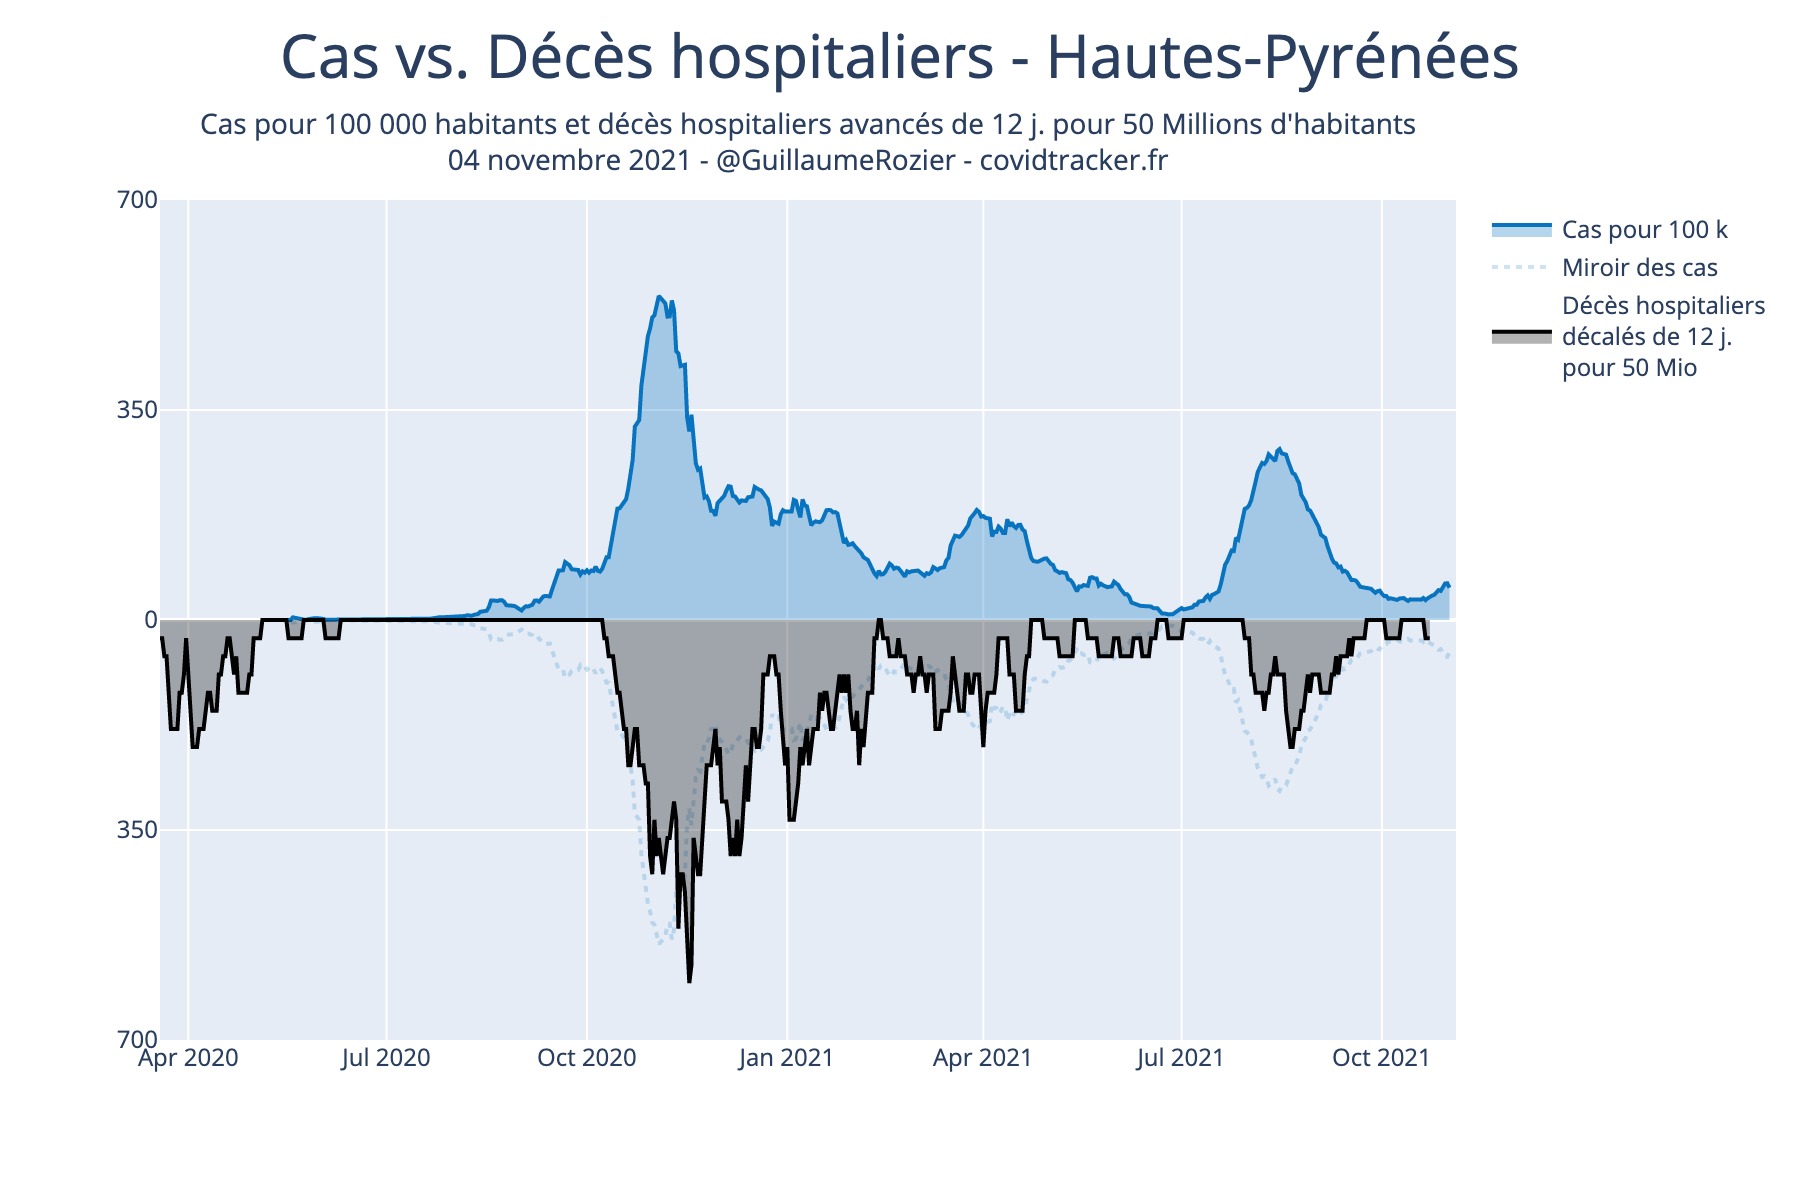 Cas vs. Décès hospitaliers - Hautes-Pyrénées
Cas pour 100 000 habitants et décès hospitaliers avancés de 12 j. pour 50 Millions d'habitants
04 novembre 2021 - @GuillaumeRozier - covidtracker.fr
700
350
0
350
700
Apr 2020
Jul 2020
Oct 2020
Jan 2021
Apr 2021
Jul 2021
Oct 2021
Cas pour 100 k
Miroir des cas
Décès hospitaliers
décalés de 12 j.
pour 50 Mio